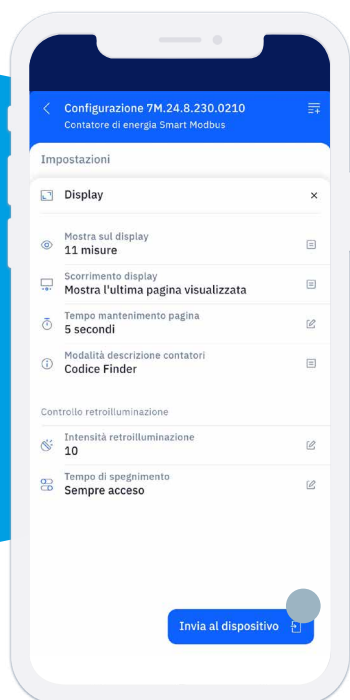 Configurazione 7M.24.8.230.0210
Contatore di energia Smart Modbus
Impostazioni
Display
Mostra sul display
11 misure
Scorrimento display
Mostra l'ultima pagina visualizzata
Tempo mantenimento pagina
5 secondi
Modalità descrizione contatori
Codice Finder
Controllo retroilluminazione
Intensità retroilluminazione
10
Tempo di spegnimento
Sempre acceso
Invia al dispositivo